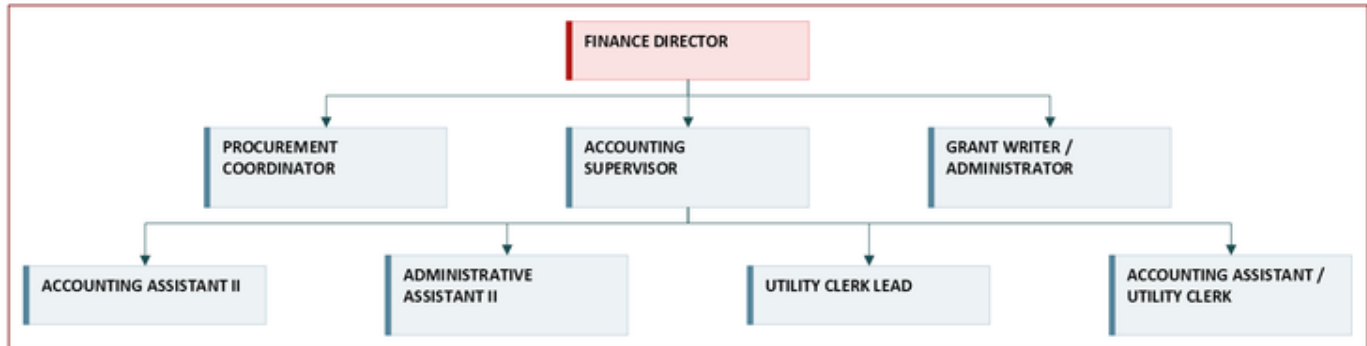 FINANCE DIRECTOR
PROCUREMENT
COORDINATOR
ACCOUNTING
SUPERVISOR
GRANT WRITER /
ADMINISTRATOR
ACCOUNTING ASSISTANT II
ADMINISTRATIVE
ASSISTANT II
UTILITY CLERK LEAD
ACCOUNTING ASSISTANT /
UTILITY CLERK